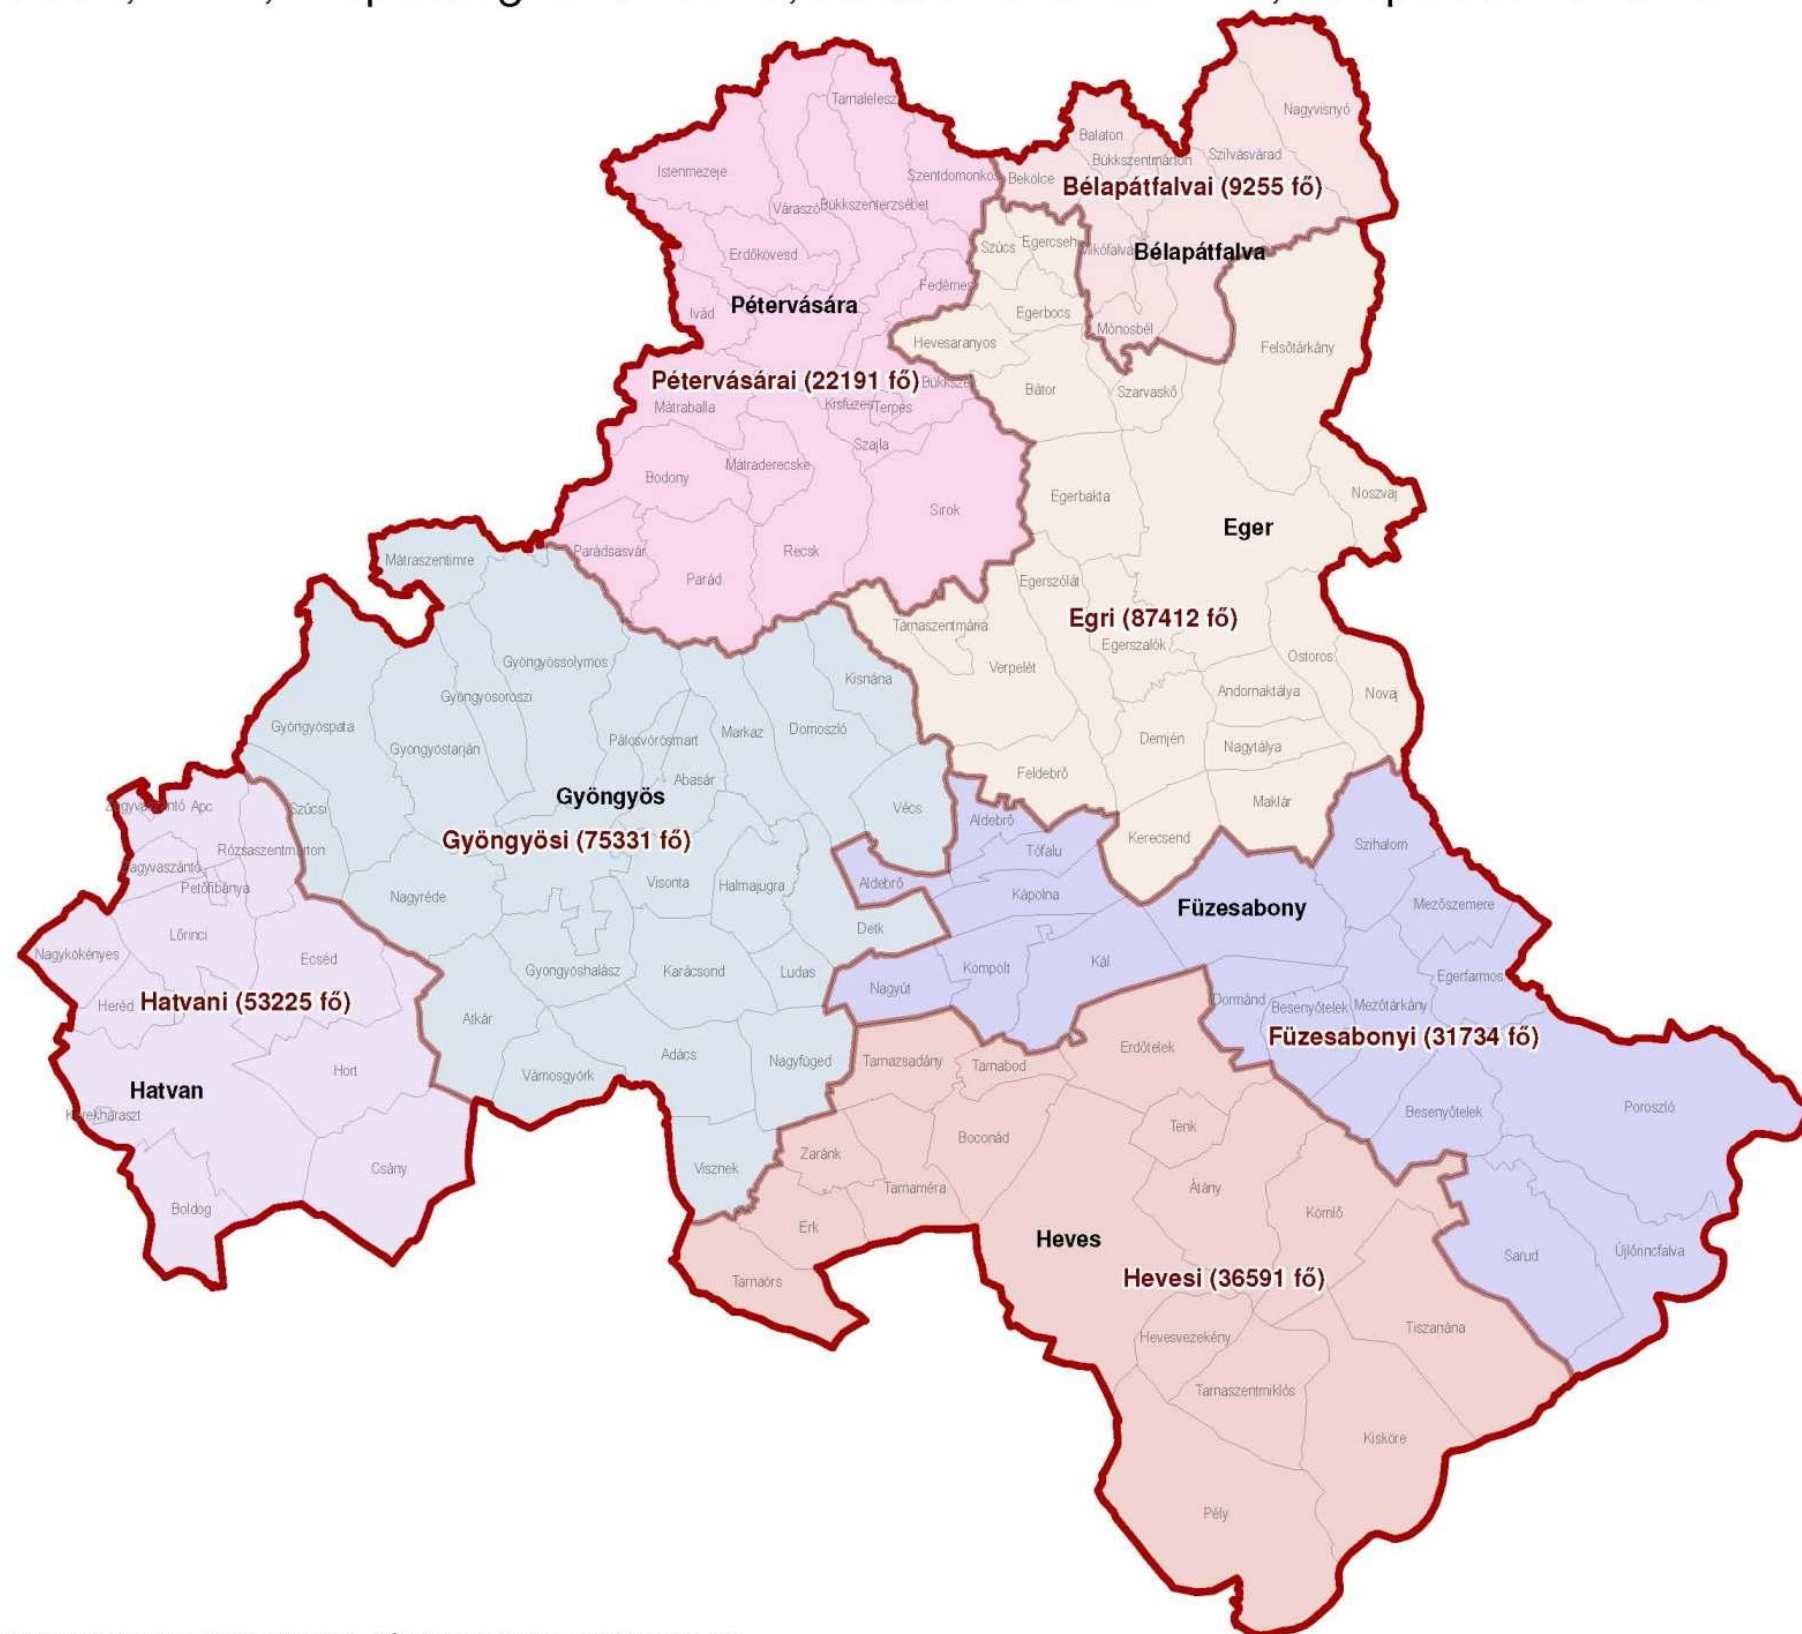 Tarnalelesz
Nagyvisnyó
Balaton
Bükkszentmárton
Szilvásvárad
Istenmezeje
Szentdomonkos
Bekölce
Bélapátfalvai (9255 fő)
Váraszó
Bükkszenterzsébet
Szúcs
Egercsehi
Mikófalva
Bélapátfalva
Erdőkövesd
Fedémes
Pétervására
Ivád
Egerbocs
Mónosbél
Hevesaranyos
Felsőtárkány
Pétervásárai (22191 fő)
Bükksze
Bátor
Szarvaskő
Mátraballa
Kisfüzes
Terpes
Szajla
Mátraderecske
Bodony
Noszvaj
Egerbakta
Sirok
Eger
Parádsasvár
Recsk
Mátraszentimre
Parád
Egerszólát
Egri (87412 fő)
Tarnaszentmária
Egerszalók
Ostoros
Gyöngyössolymos
Verpelét
Kisnána
Andornaktálya
Novaj
Gyöngyösoroszi
Gyöngyöspata
Domoszló
Markaz
Pálosvörösmart
Demjén
Nagytálya
Gyöngyöstarján
Feldebrő
Abasár
Gyöngyös
Maklár
Apc
Szűcsi
Vécs
Aldebrő
Kerecsend
Gyöngyösi (75331 fő)
Rózsaszentmárton
Tófalu
Szihalom
Zagyvaszántó
Petőfibánya
Visonta
Halmajugra
Aldebrő
Kápolna
Nagyréde
Füzesabony
Mezőszemere
Lőrinci
Detk
Nagykökényes
Ecséd
Gyöngyöshalász
Karácsond
Ludas
Kompolt
Kál
Egerfarmos
Nagyút
Heréd
Hatvani (53225 fő)
Dormánd
Besenyőtelek
Mezőtárkány
Atkár
Füzesabonyi (31734 fő)
Adács
Nagyfüged
Tarnazsadány
Tarnabod
Erdőtelek
Hort
Vámosgyörk
Hatvan
Kerekharaszt
Besenyőtelek
Poroszló
Tenk
Boconád
Zaránk
Csány
Visznek
Tarnaméra
Átány
Boldog
Kömlő
Erk
Heves
Sarud
Újlőrincfalva
Hevesi (36591 fő)
Tarnaörs
Tiszanána
Hevesvezekény
Tarnaszentmiklós
Kisköre
Pély